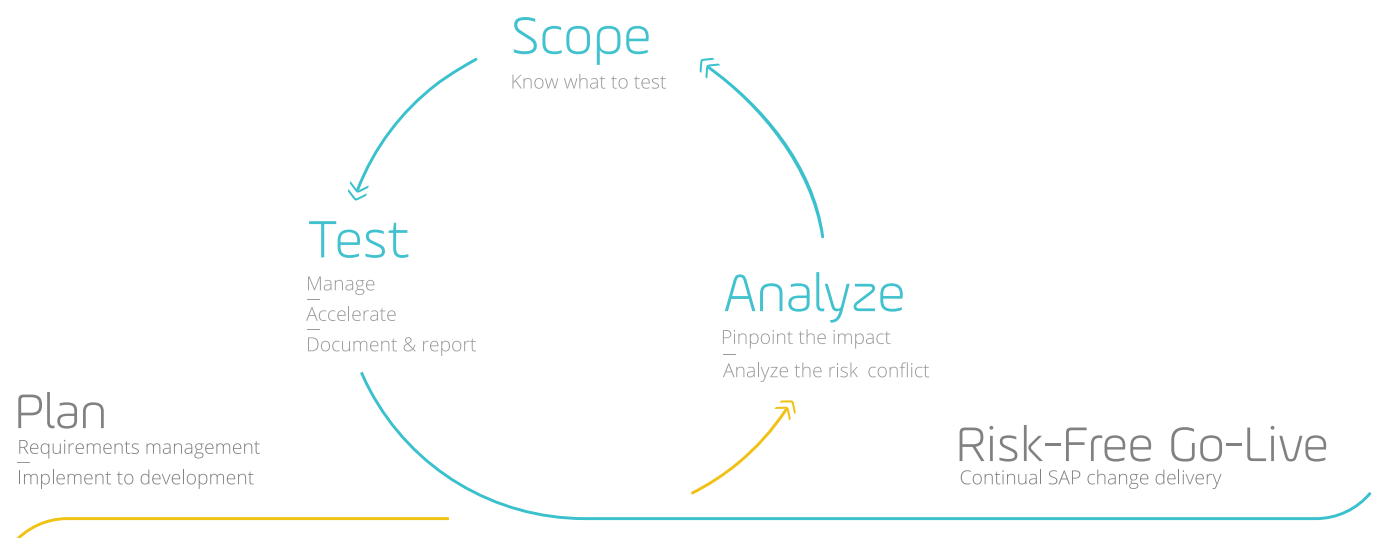 Scope
Know what to test
Test
Manage
Accelerate
Document & report
Analyze
Pinpoint the impact
Analyze the risk conflict
Plan
Requirements management
Implement to development
Risk-Free Go-Live
Continual SAP change delivery